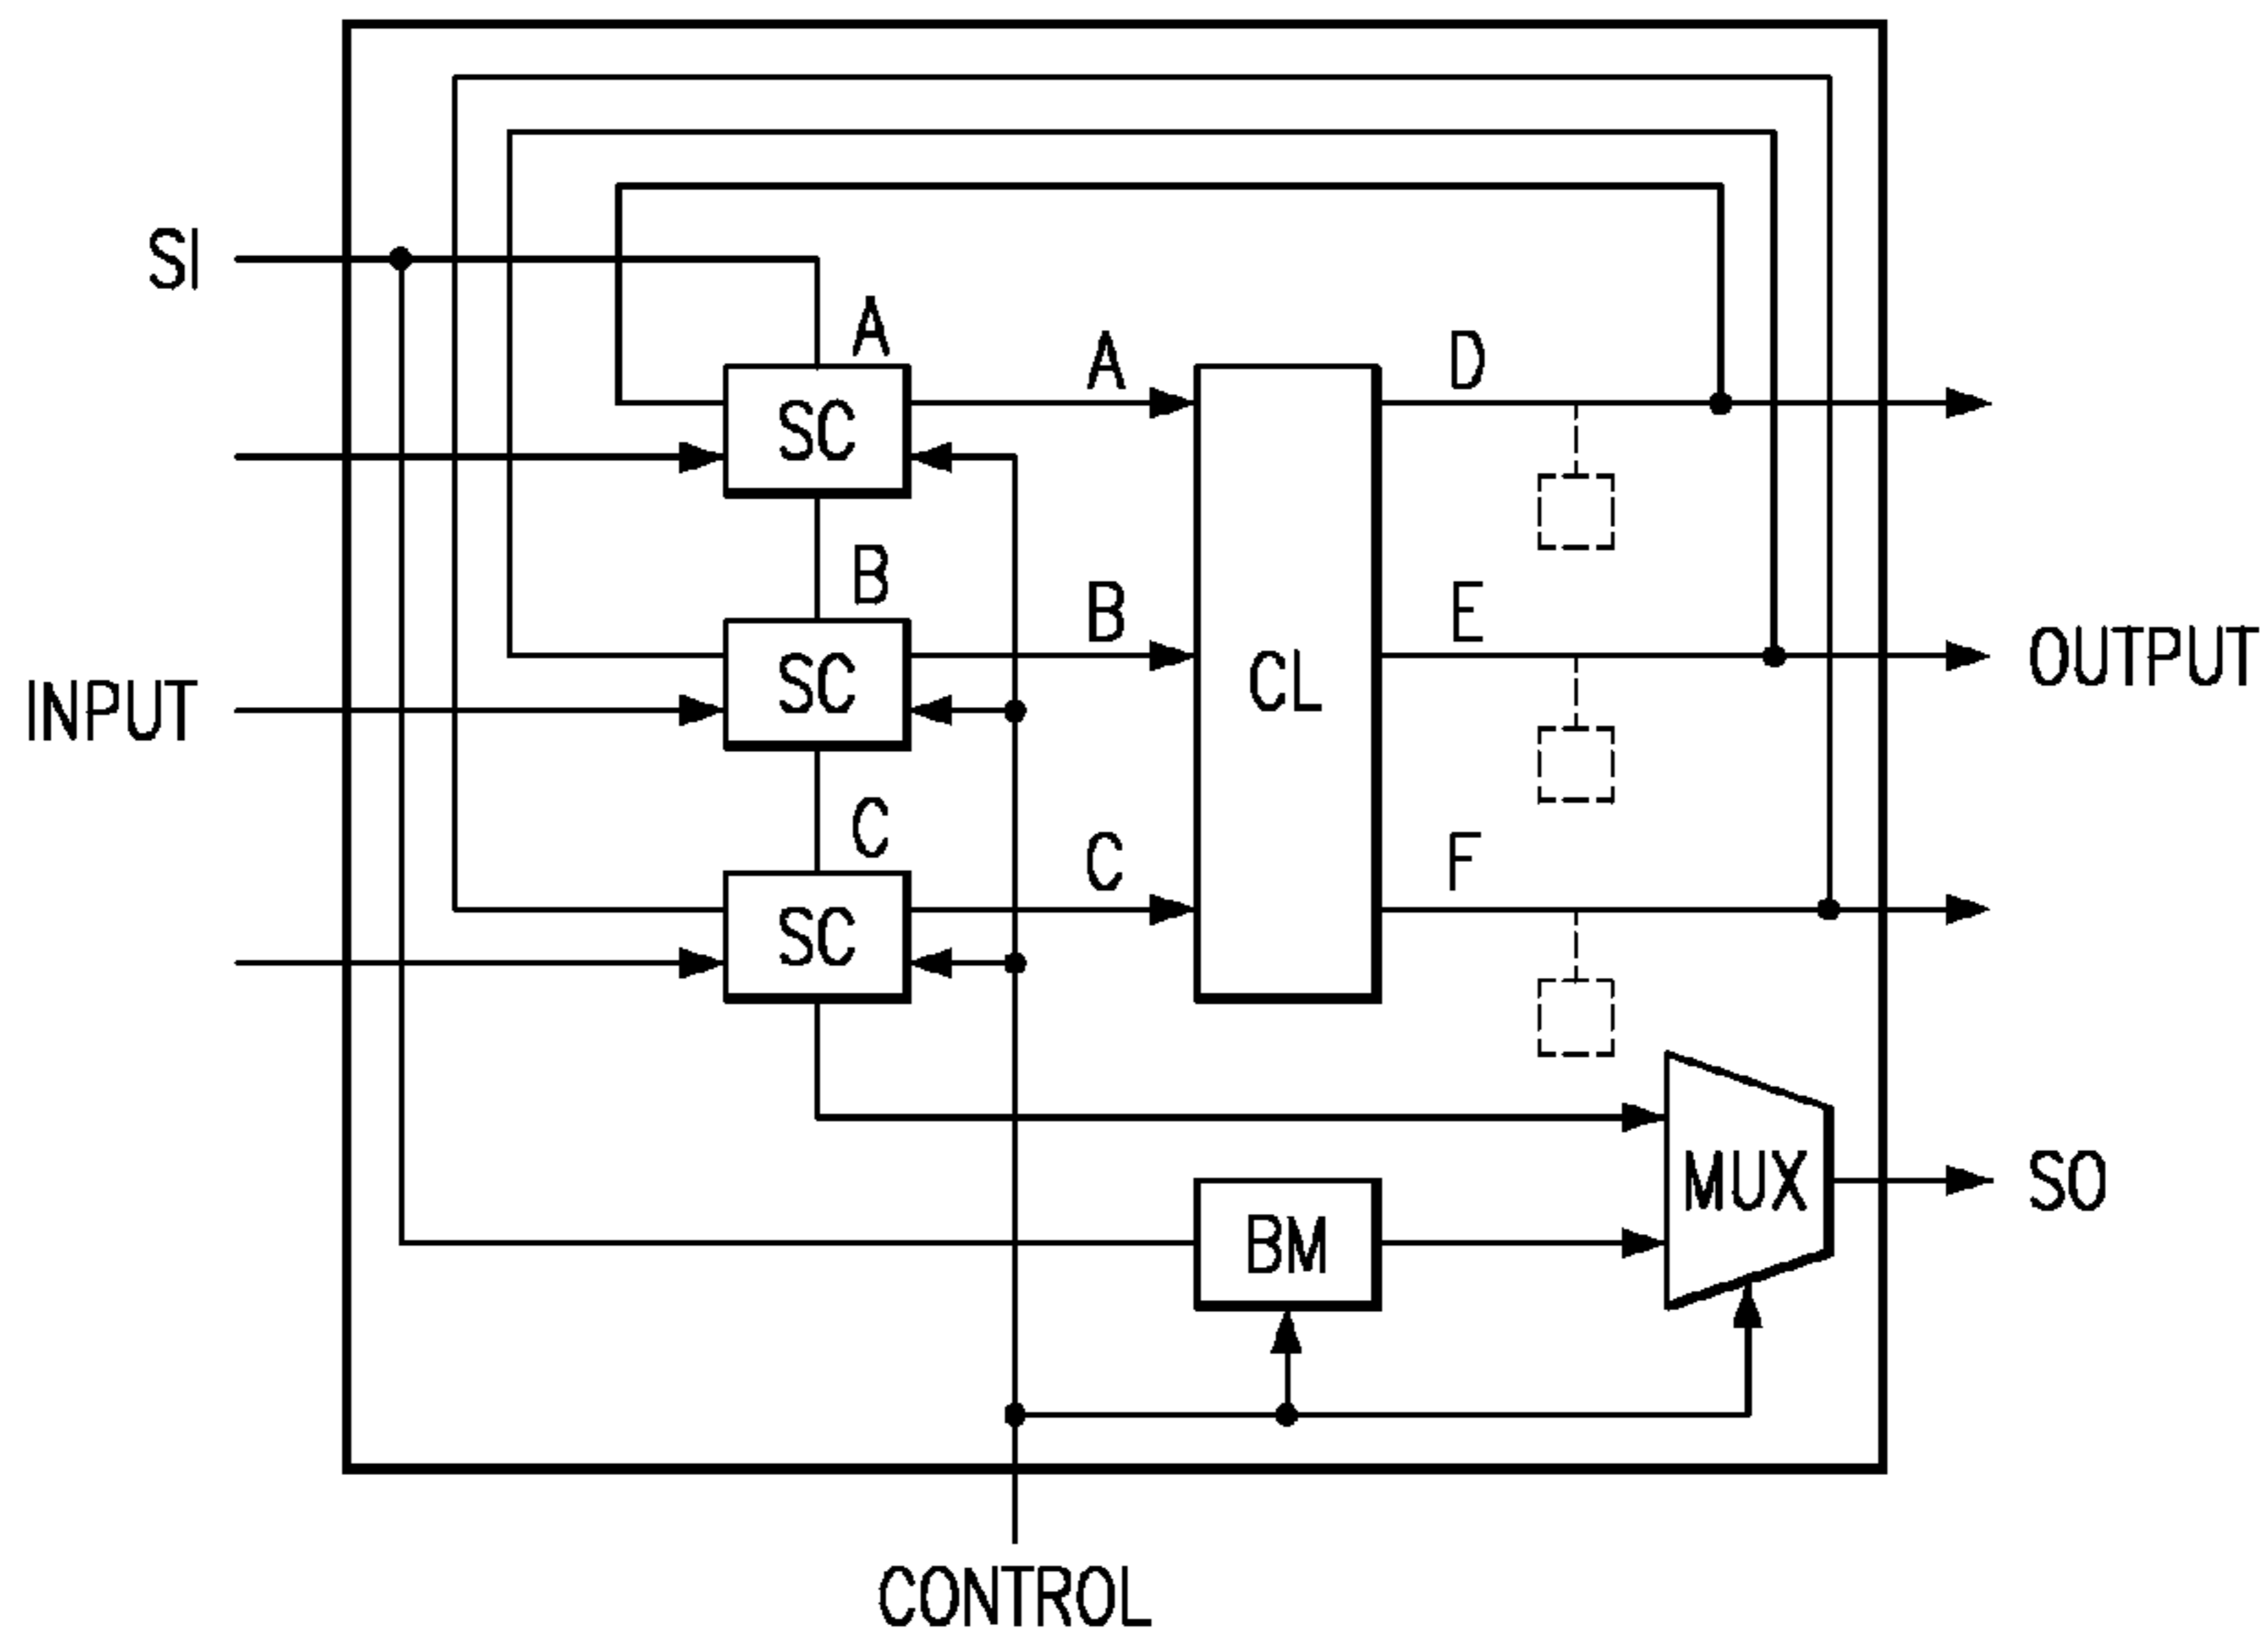 SI
A
A
D
SC
B
B
E
SC
CL
OUTPUT
INPUT
C
C
F
SC
MUX
SO
BM
CONTROL